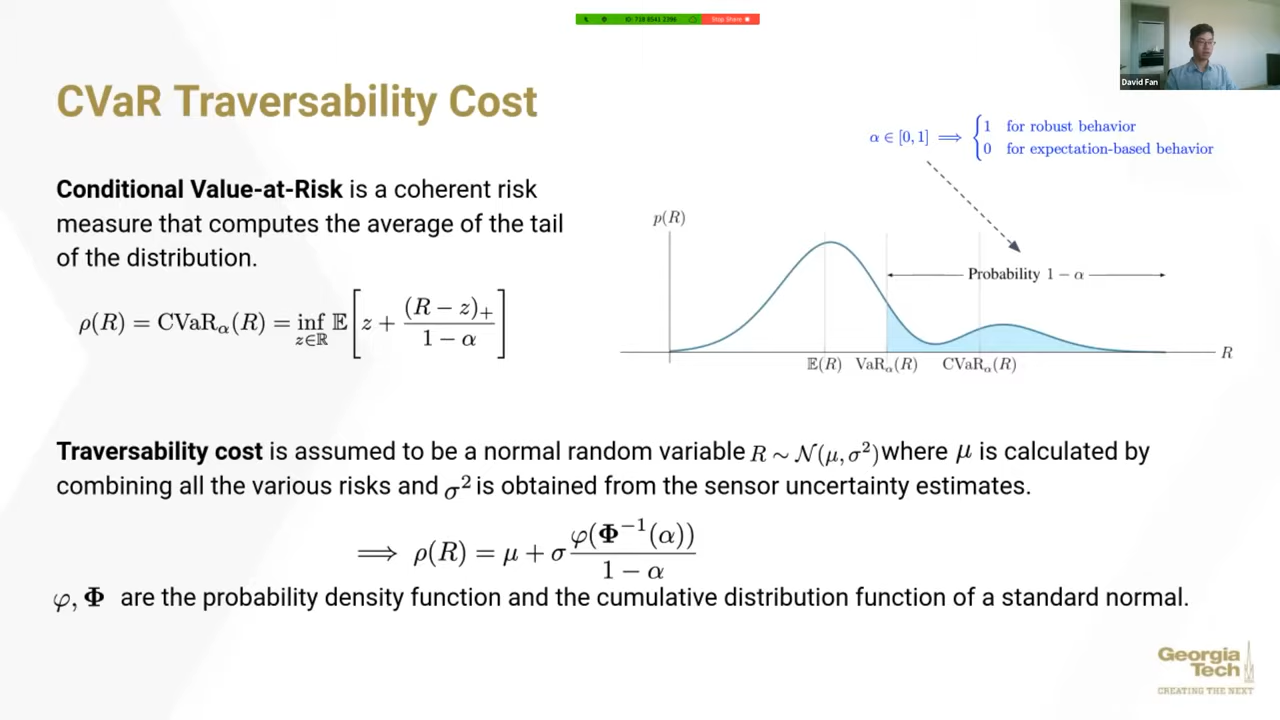 ID: 728 8541 2396 Stop Share
David Fan
CVaR Traversability Cost
α ∈ [0, 1] ⟹ {1 for robust behavior
0 for expectation-based behavior
Conditional Value-at-Risk is a coherent risk
measure that computes the average of the tail
of the distribution.
ρ(R) = CVaRα(R) = inf z∈ℝ 𝔼[z + (R − z)₊ / 1 − α]
p(R)
Probability 1 − α
𝔼(R) VaRα(R) CVaRα(R)
R
Traversability cost is assumed to be a normal random variable R ∼ 𝒩(μ, σ²) where μ is calculated by
combining all the various risks and σ² is obtained from the sensor uncertainty estimates.
⟹ ρ(R) = μ + σ φ(Φ⁻¹(α)) / 1 − α
φ, Φ are the probability density function and the cumulative distribution function of a standard normal.
Georgia
Tech
CREATING THE NEXT